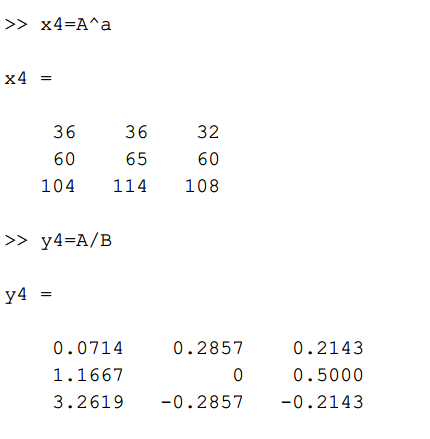 >> x4=A^a
x4 =
36 36 32
60 65 60
104 114 108
>> y4=A/B
y4 =
0.0714 0.2857 0.2143
1.1667 0 0.5000
3.2619 -0.2857 -0.2143